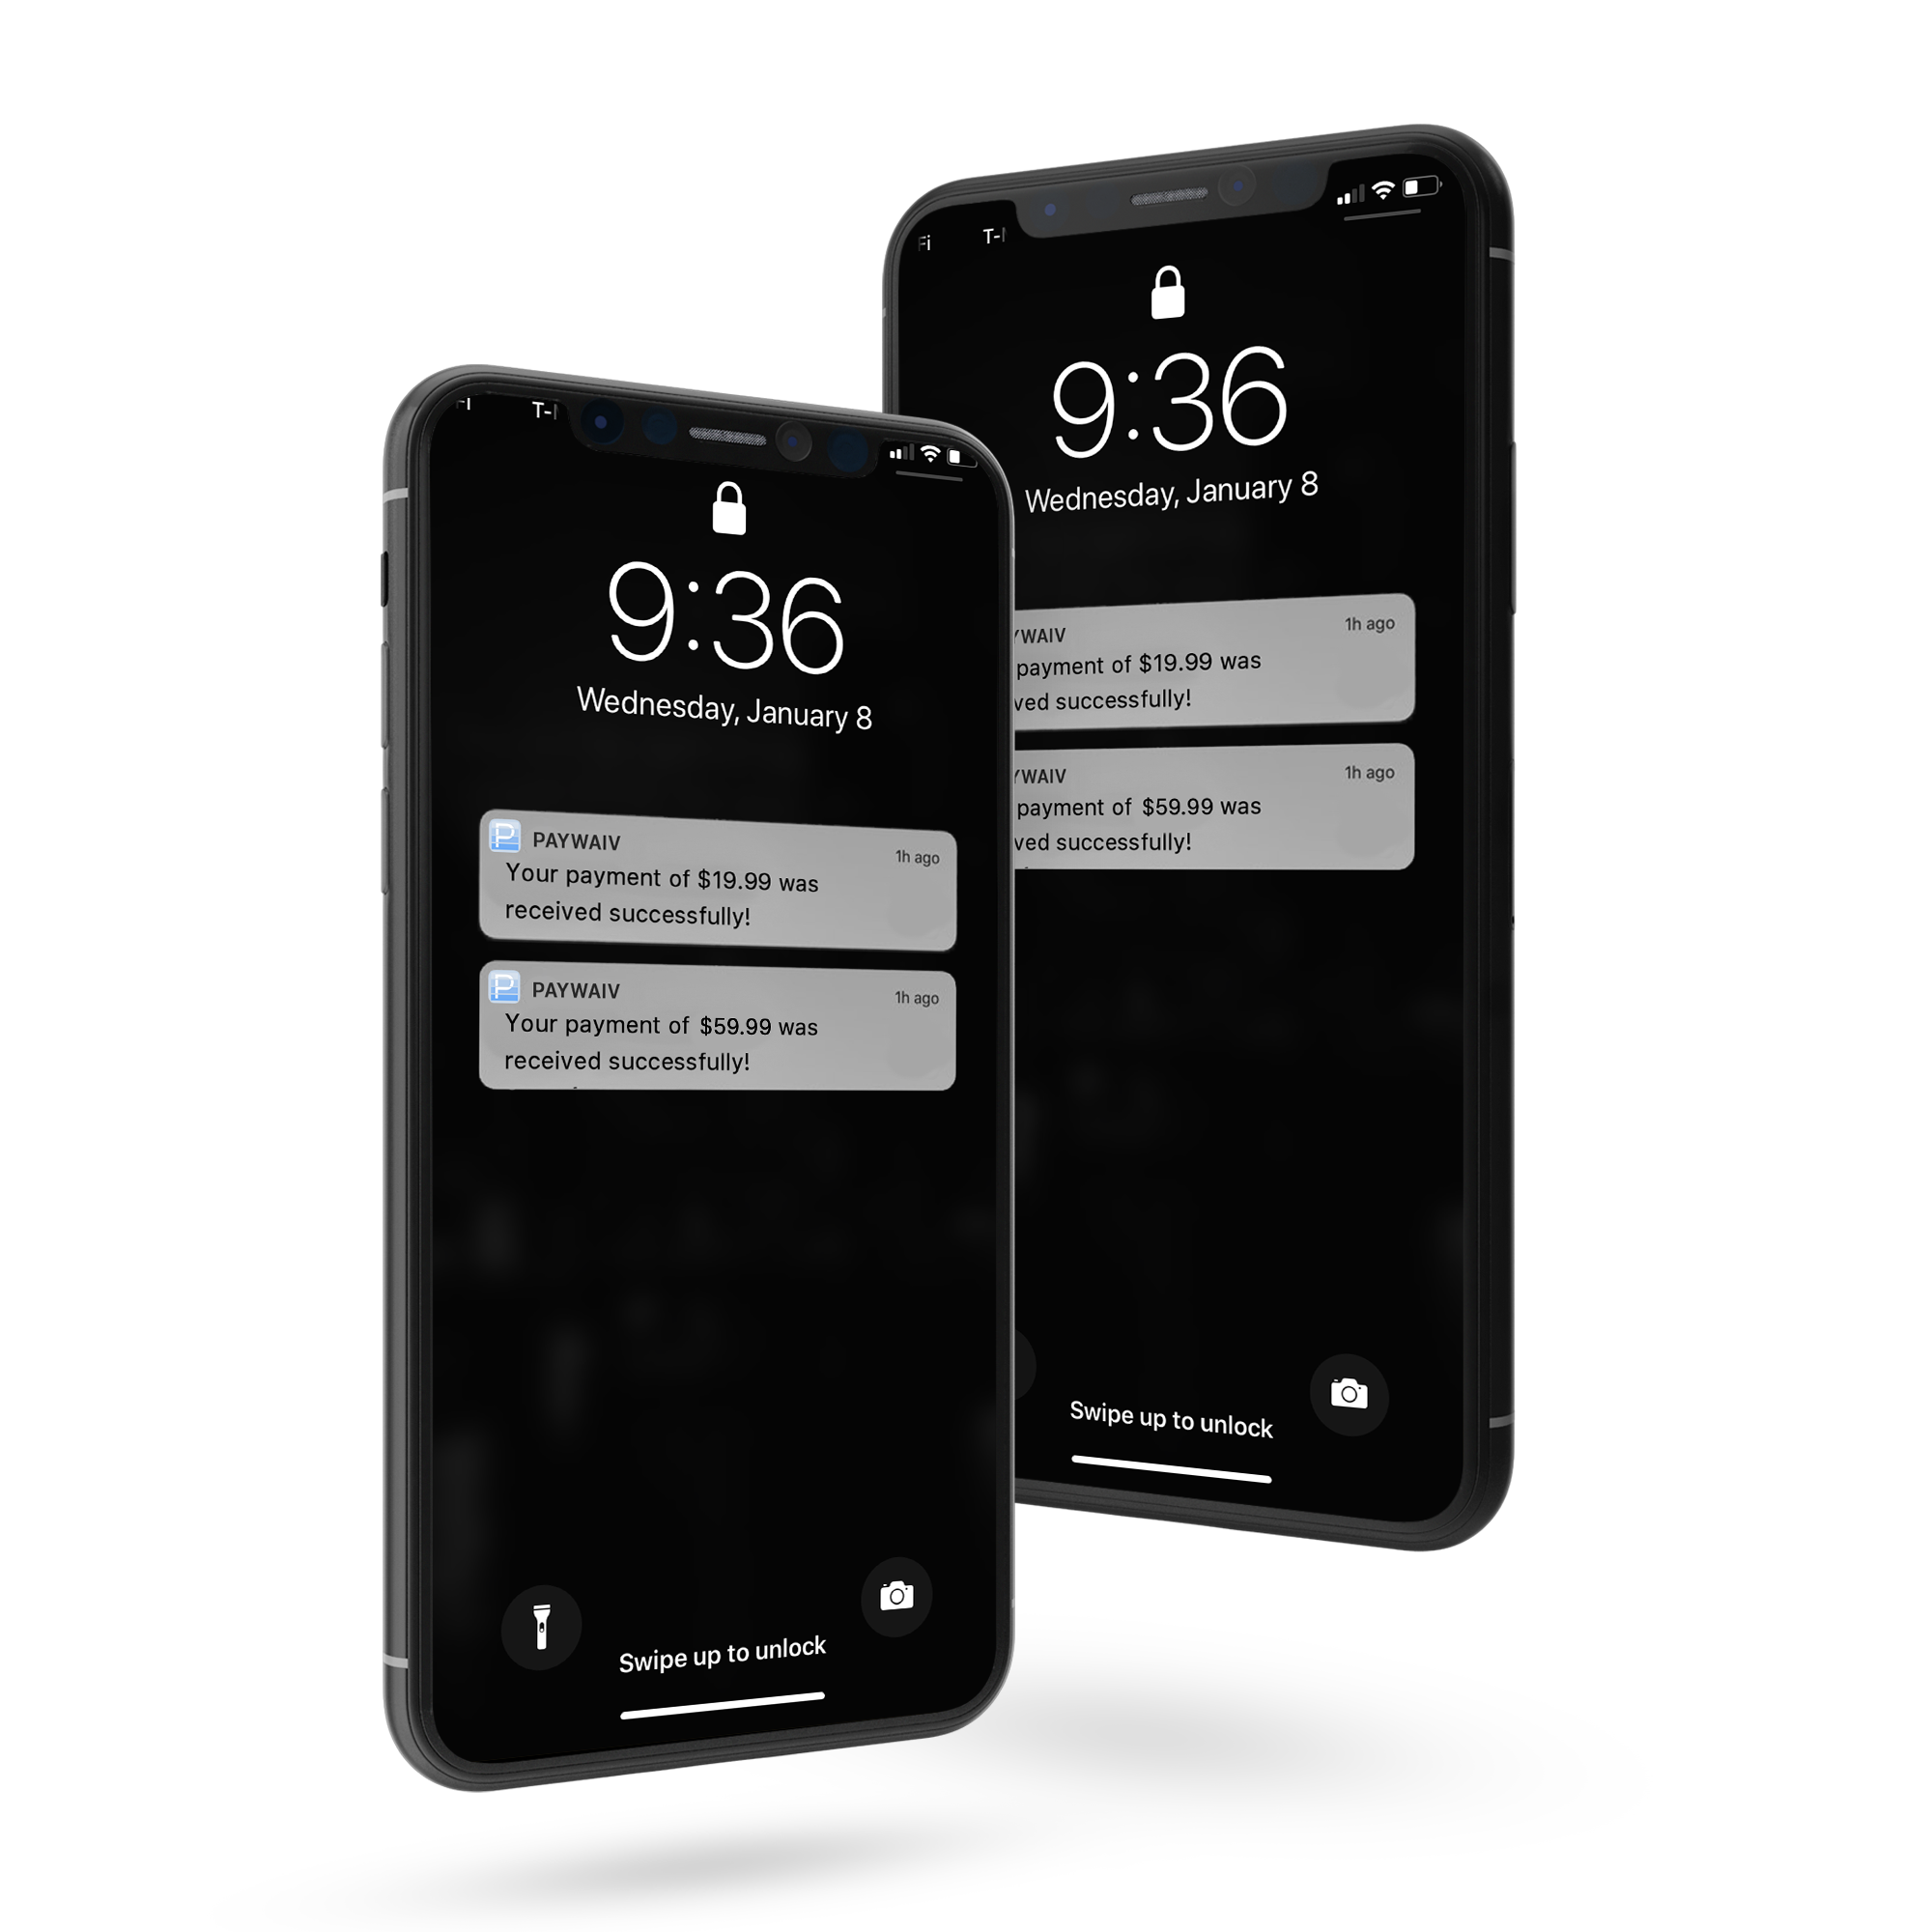 T-
9:36
Wednesday, January 8
PAYWAIV
1h ago
Your payment of $19.99 was
received successfully!
PAYWAIV
1h ago
Your payment of $59.99 was
received successfully!
Swipe up to unlock
T-
9:36
Wednesday, January 8
YWAIV
1h ago
payment of $19.99 was
ved successfully!
YWAIV
1h ago
payment of $59.99 was
ved successfully!
Swipe up to unlock